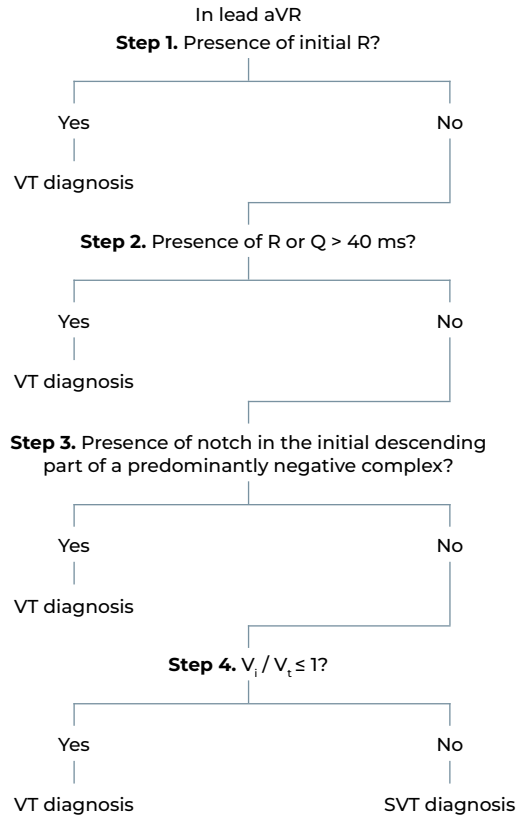 In lead aVR
Step 1. Presence of initial R?
Yes
No
VT diagnosis
Step 2. Presence of R or Q > 40 ms?
Yes
No
VT diagnosis
Step 3. Presence of notch in the initial descending
part of a predominantly negative complex?
Yes
No
VT diagnosis
Step 4. Vi / Vt ≤ 1?
Yes
No
VT diagnosis
SVT diagnosis